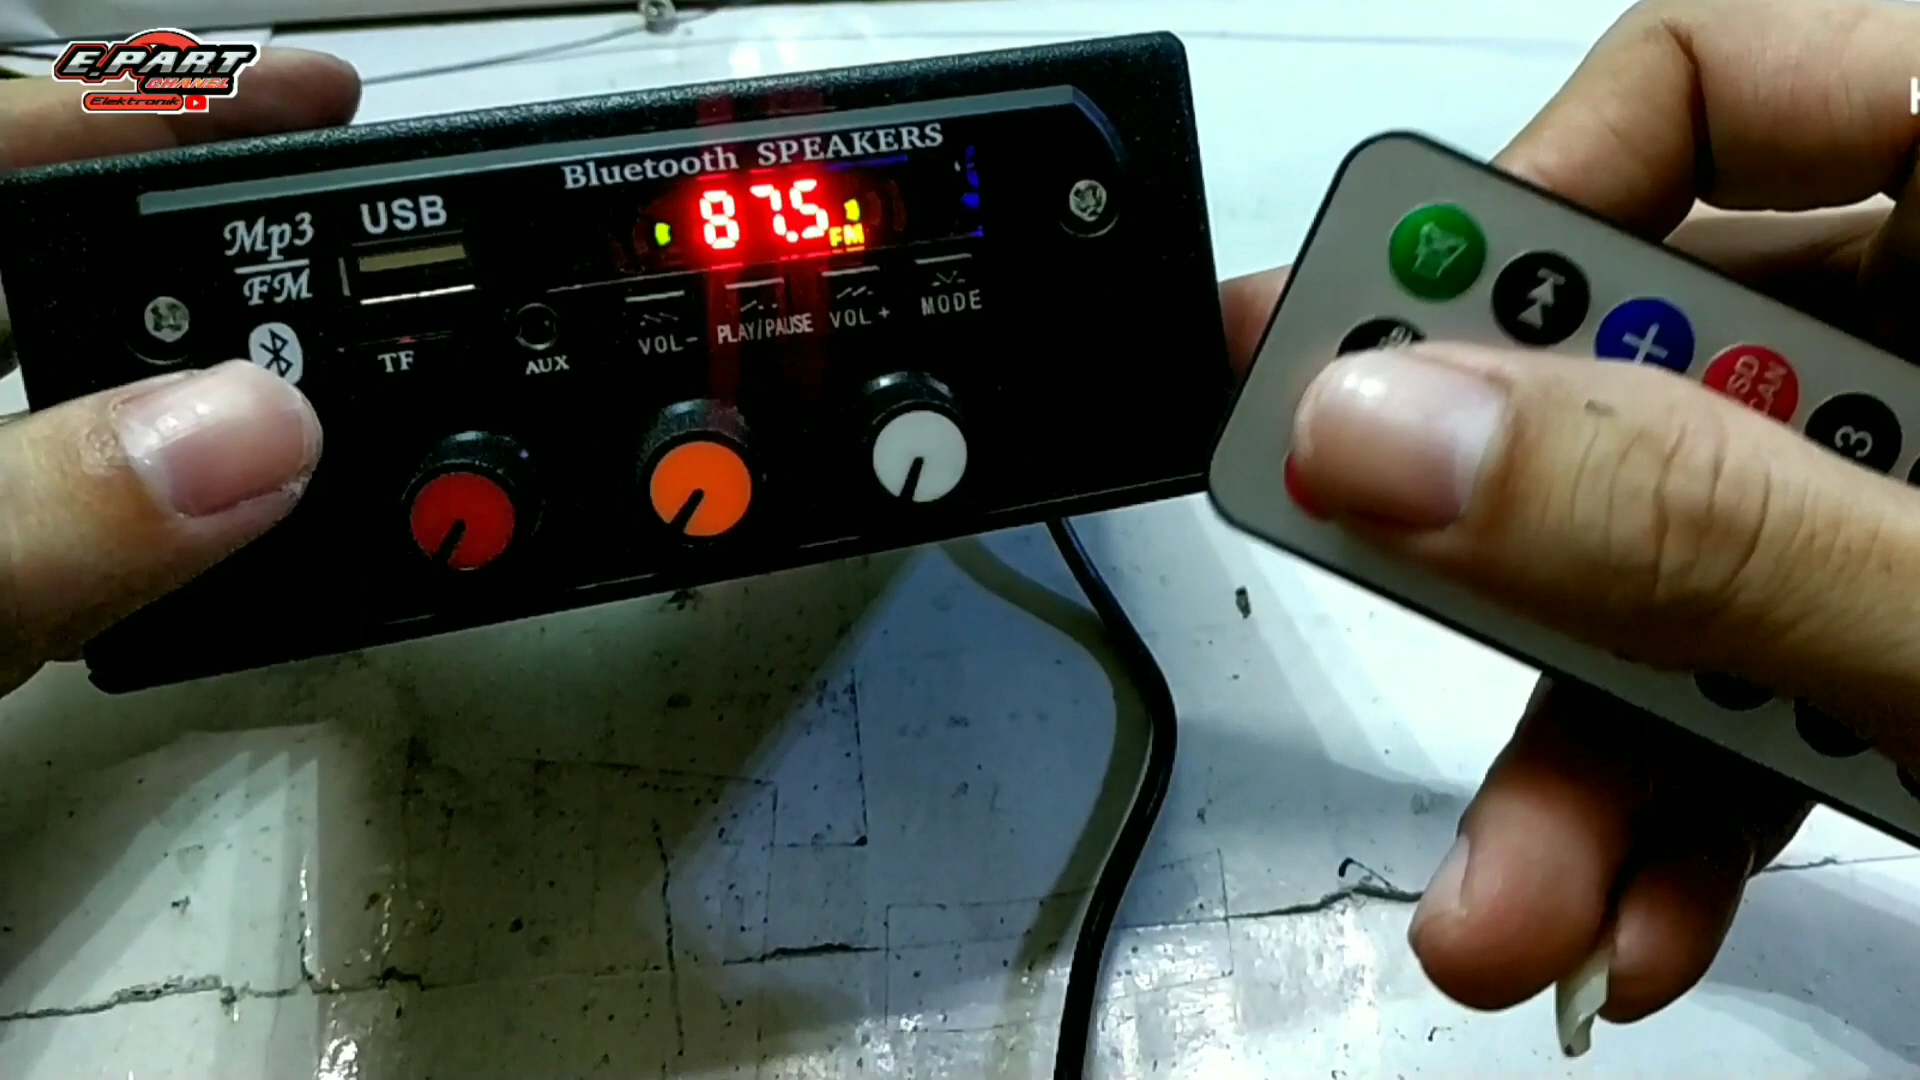 E.PART
CHANEL
Elektronik
Bluetooth SPEAKERS
Mp3
FM
USB
87.5
FM
TF
AUX
VOL-
PLAY/PAUSE
VOL+
MODE
3